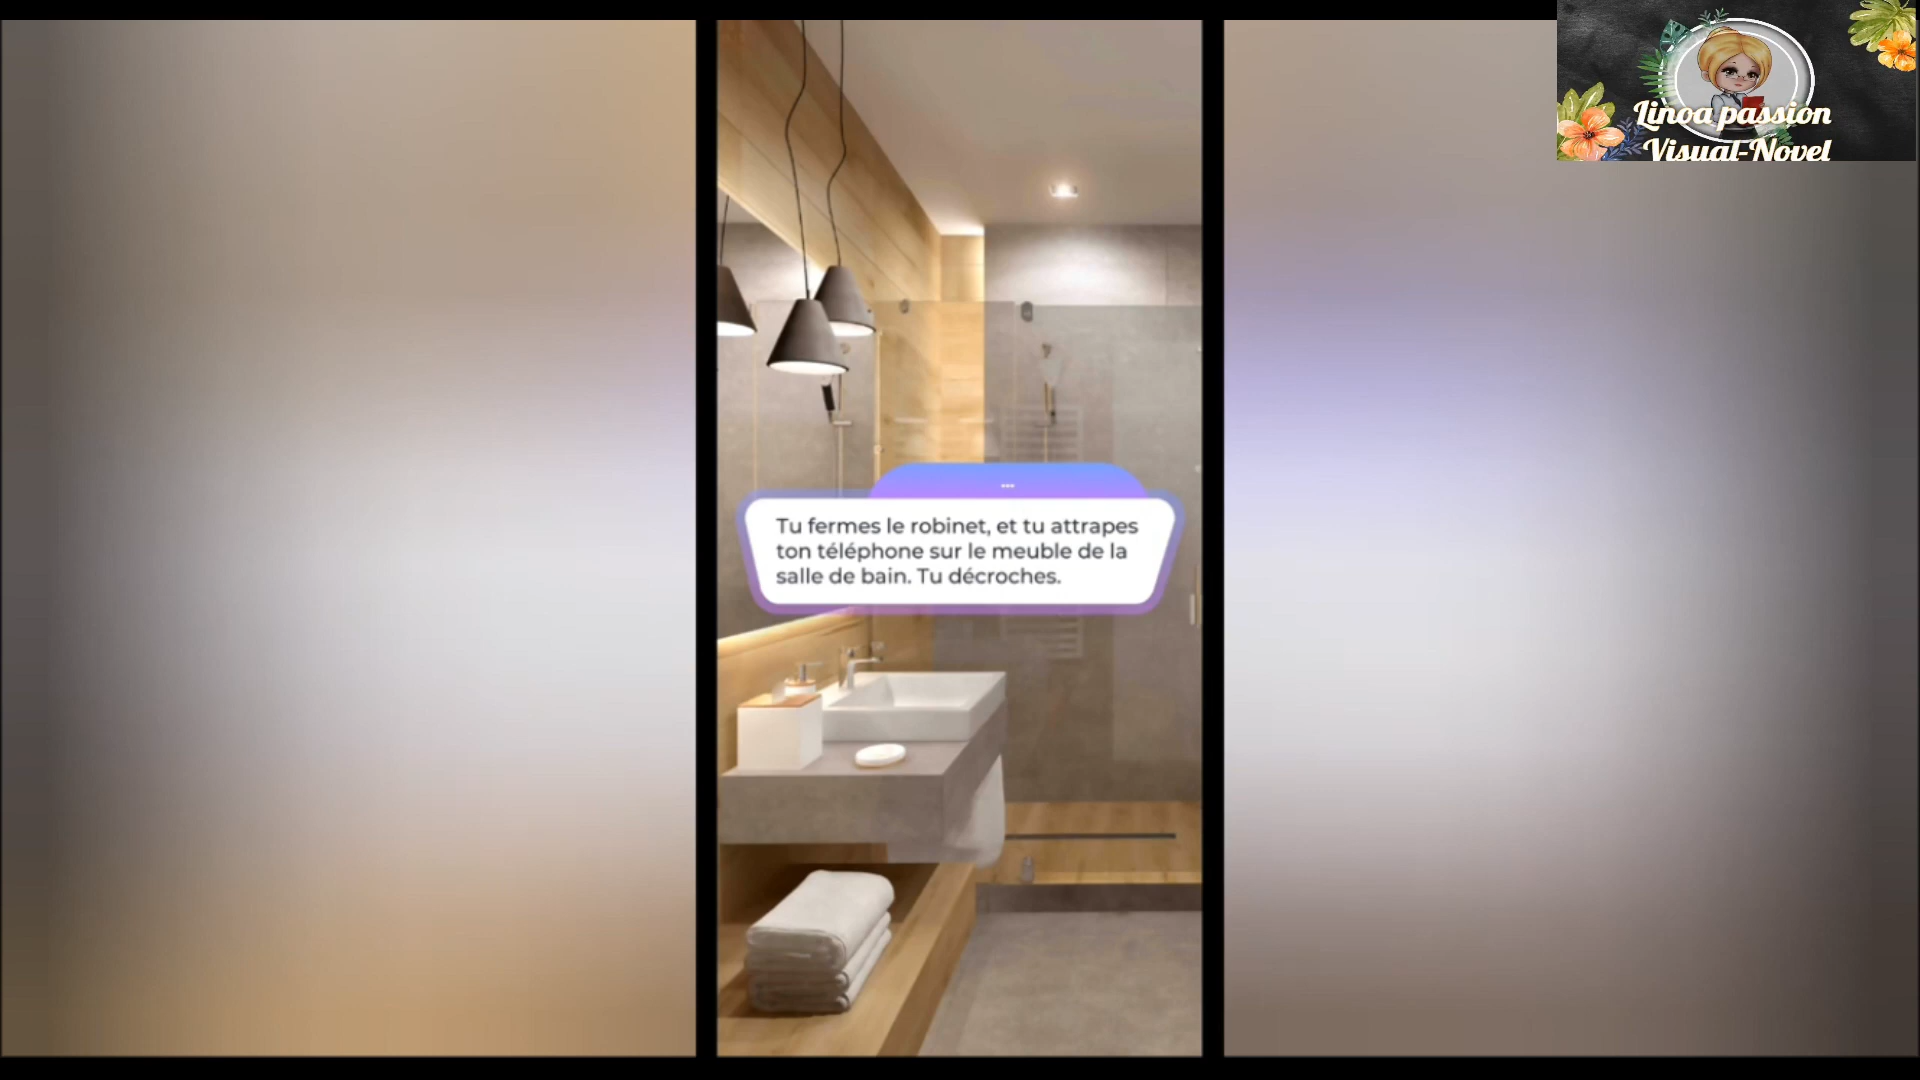 Linoa passion
Visual-Novel
...
Tu fermes le robinet, et tu attrapes
ton téléphone sur le meuble de la
salle de bain. Tu décroches.